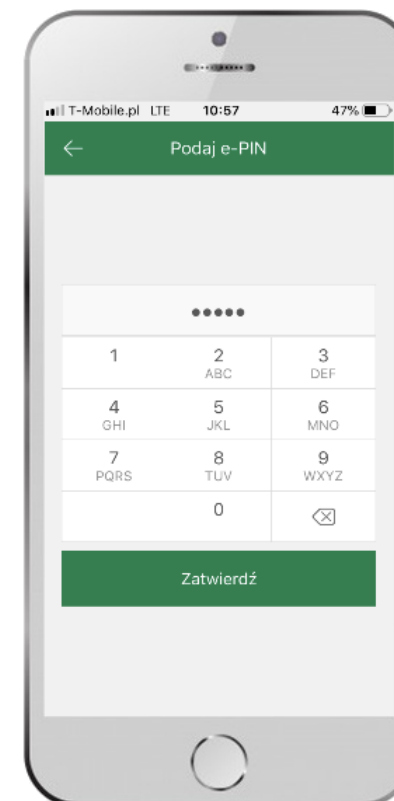 T-Mobile.pl LTE 10:57 47%
Podaj e-PIN
•••••
1 2 3
ABC DEF
4 5 6
GHI JKL MNO
7 8 9
PQRS TUV WXYZ
0
Zatwierdź